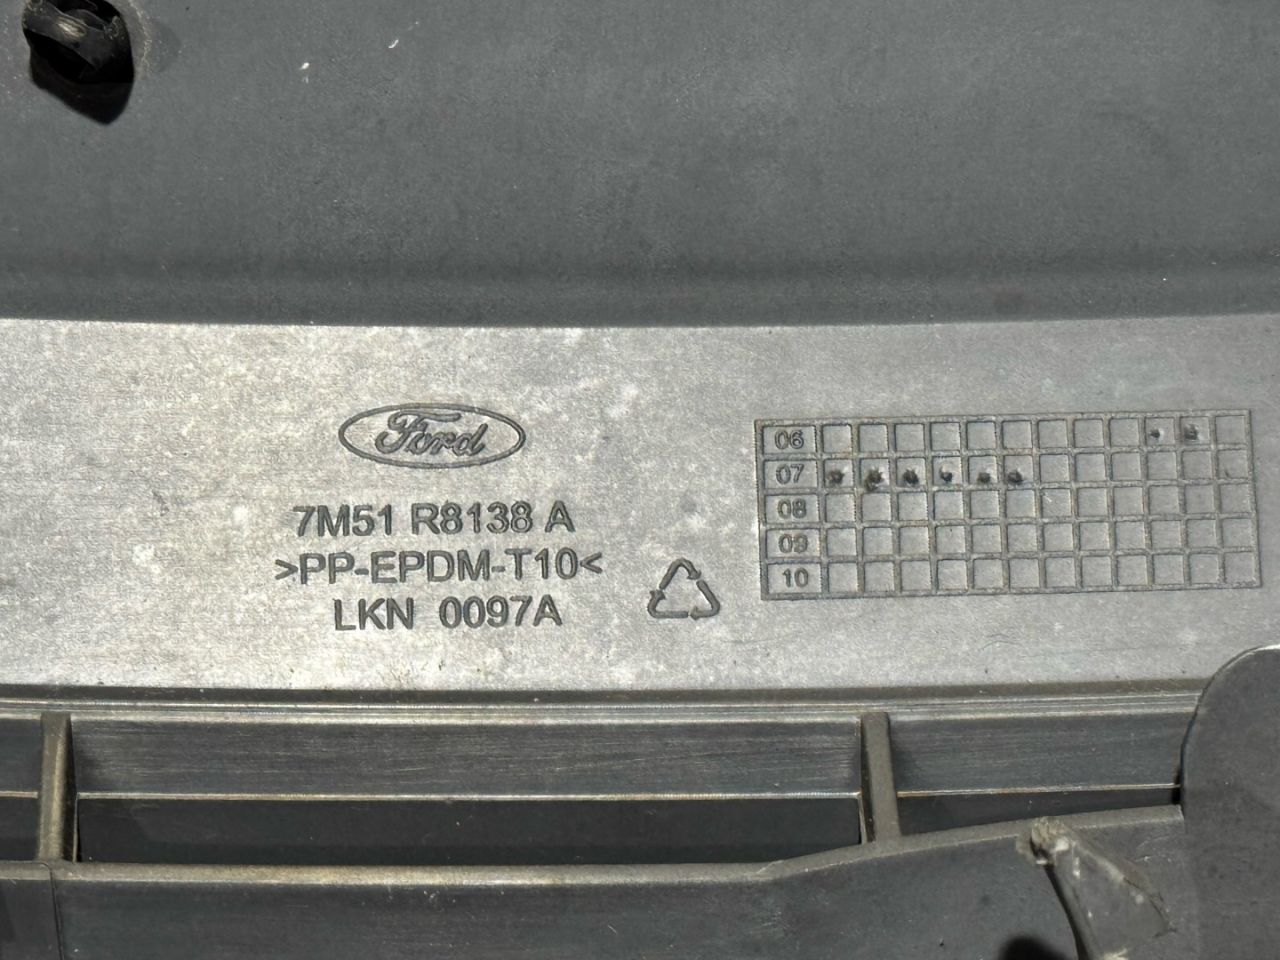 Ford
7M51 R8138 A
>PP-EPDM-T10<
LKN 0097A
06
07
08
09
10